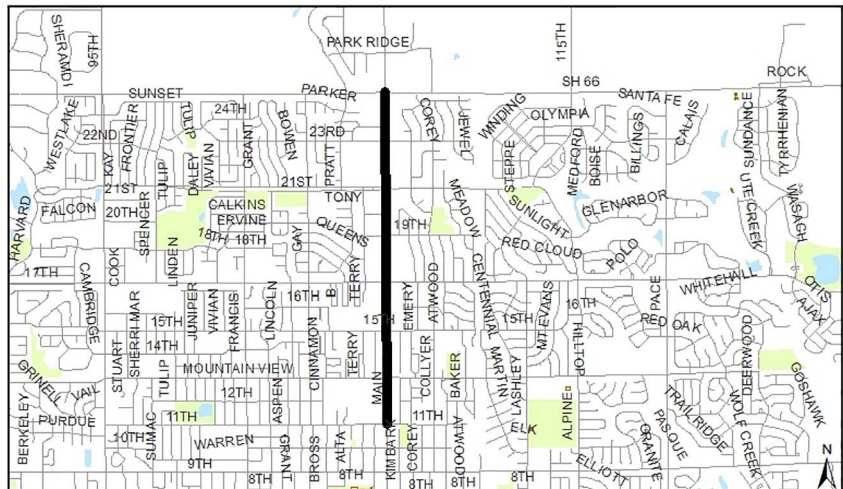 SHERAMDI
95TH
PARK RIDGE
115TH
SH 66
ROCK
SUNSET
PARKER
SANTA FE
WESTLAKE
22ND
KAY
FRONTIER
TULIP
24TH
BOWEN
23RD
COREY
JEWEL
WINDING
OLYMPIA
CALAIS
SUNDANCE
TYRRHENIAN
DALEY
VIVIAN
GRANT
PRATT
STEPPE
MEDFORD
BOISE
BILLINGS
21ST
TULIP
21ST
HARVARD
FALCON
20TH
SPENCER
CALKINS
ERVINE
TONY
MEADOW
SUNLIGHT
GLENARBOR
UTE CREEK
WASACH
18TH
18TH
GAY
QUEENS
19TH
RED CLOUD
POLO
17TH
CAMBRIDGE
COOK
LINDEN
TERRY
ATWOOD
CENTENNIAL
WHITEHALL
OTIS
AJAX
SHERRI MAR
JUNIPER
VIVIAN
FRANCIS
LINCOLN
16TH
B
EMERY
MT EVANS
16TH
PACE
15TH
15TH
15TH
HILLTOP
RED OAK
STUART
14TH
CINNAMON
TERRY
COLLYER
MARTIN
DEERWOOD
GRINELL
VAIL
TULIP
MOUNTAIN VIEW
MAIN
BAKER
LASHLEY
GOSHAWK
BERKELEY
PURDUE
12TH
ASPEN
11TH
11TH
ALPINE
TRAIL RIDGE
WOLF CREEK
10TH
SUMAC
WARREN
GRANT
BROSS
ALTA
KIMBARK
COREY
ATWOOD
ELK
GRANITE
PASQUE
N
9TH
8TH
8TH
8TH
8TH
8TH
ELLIOTT